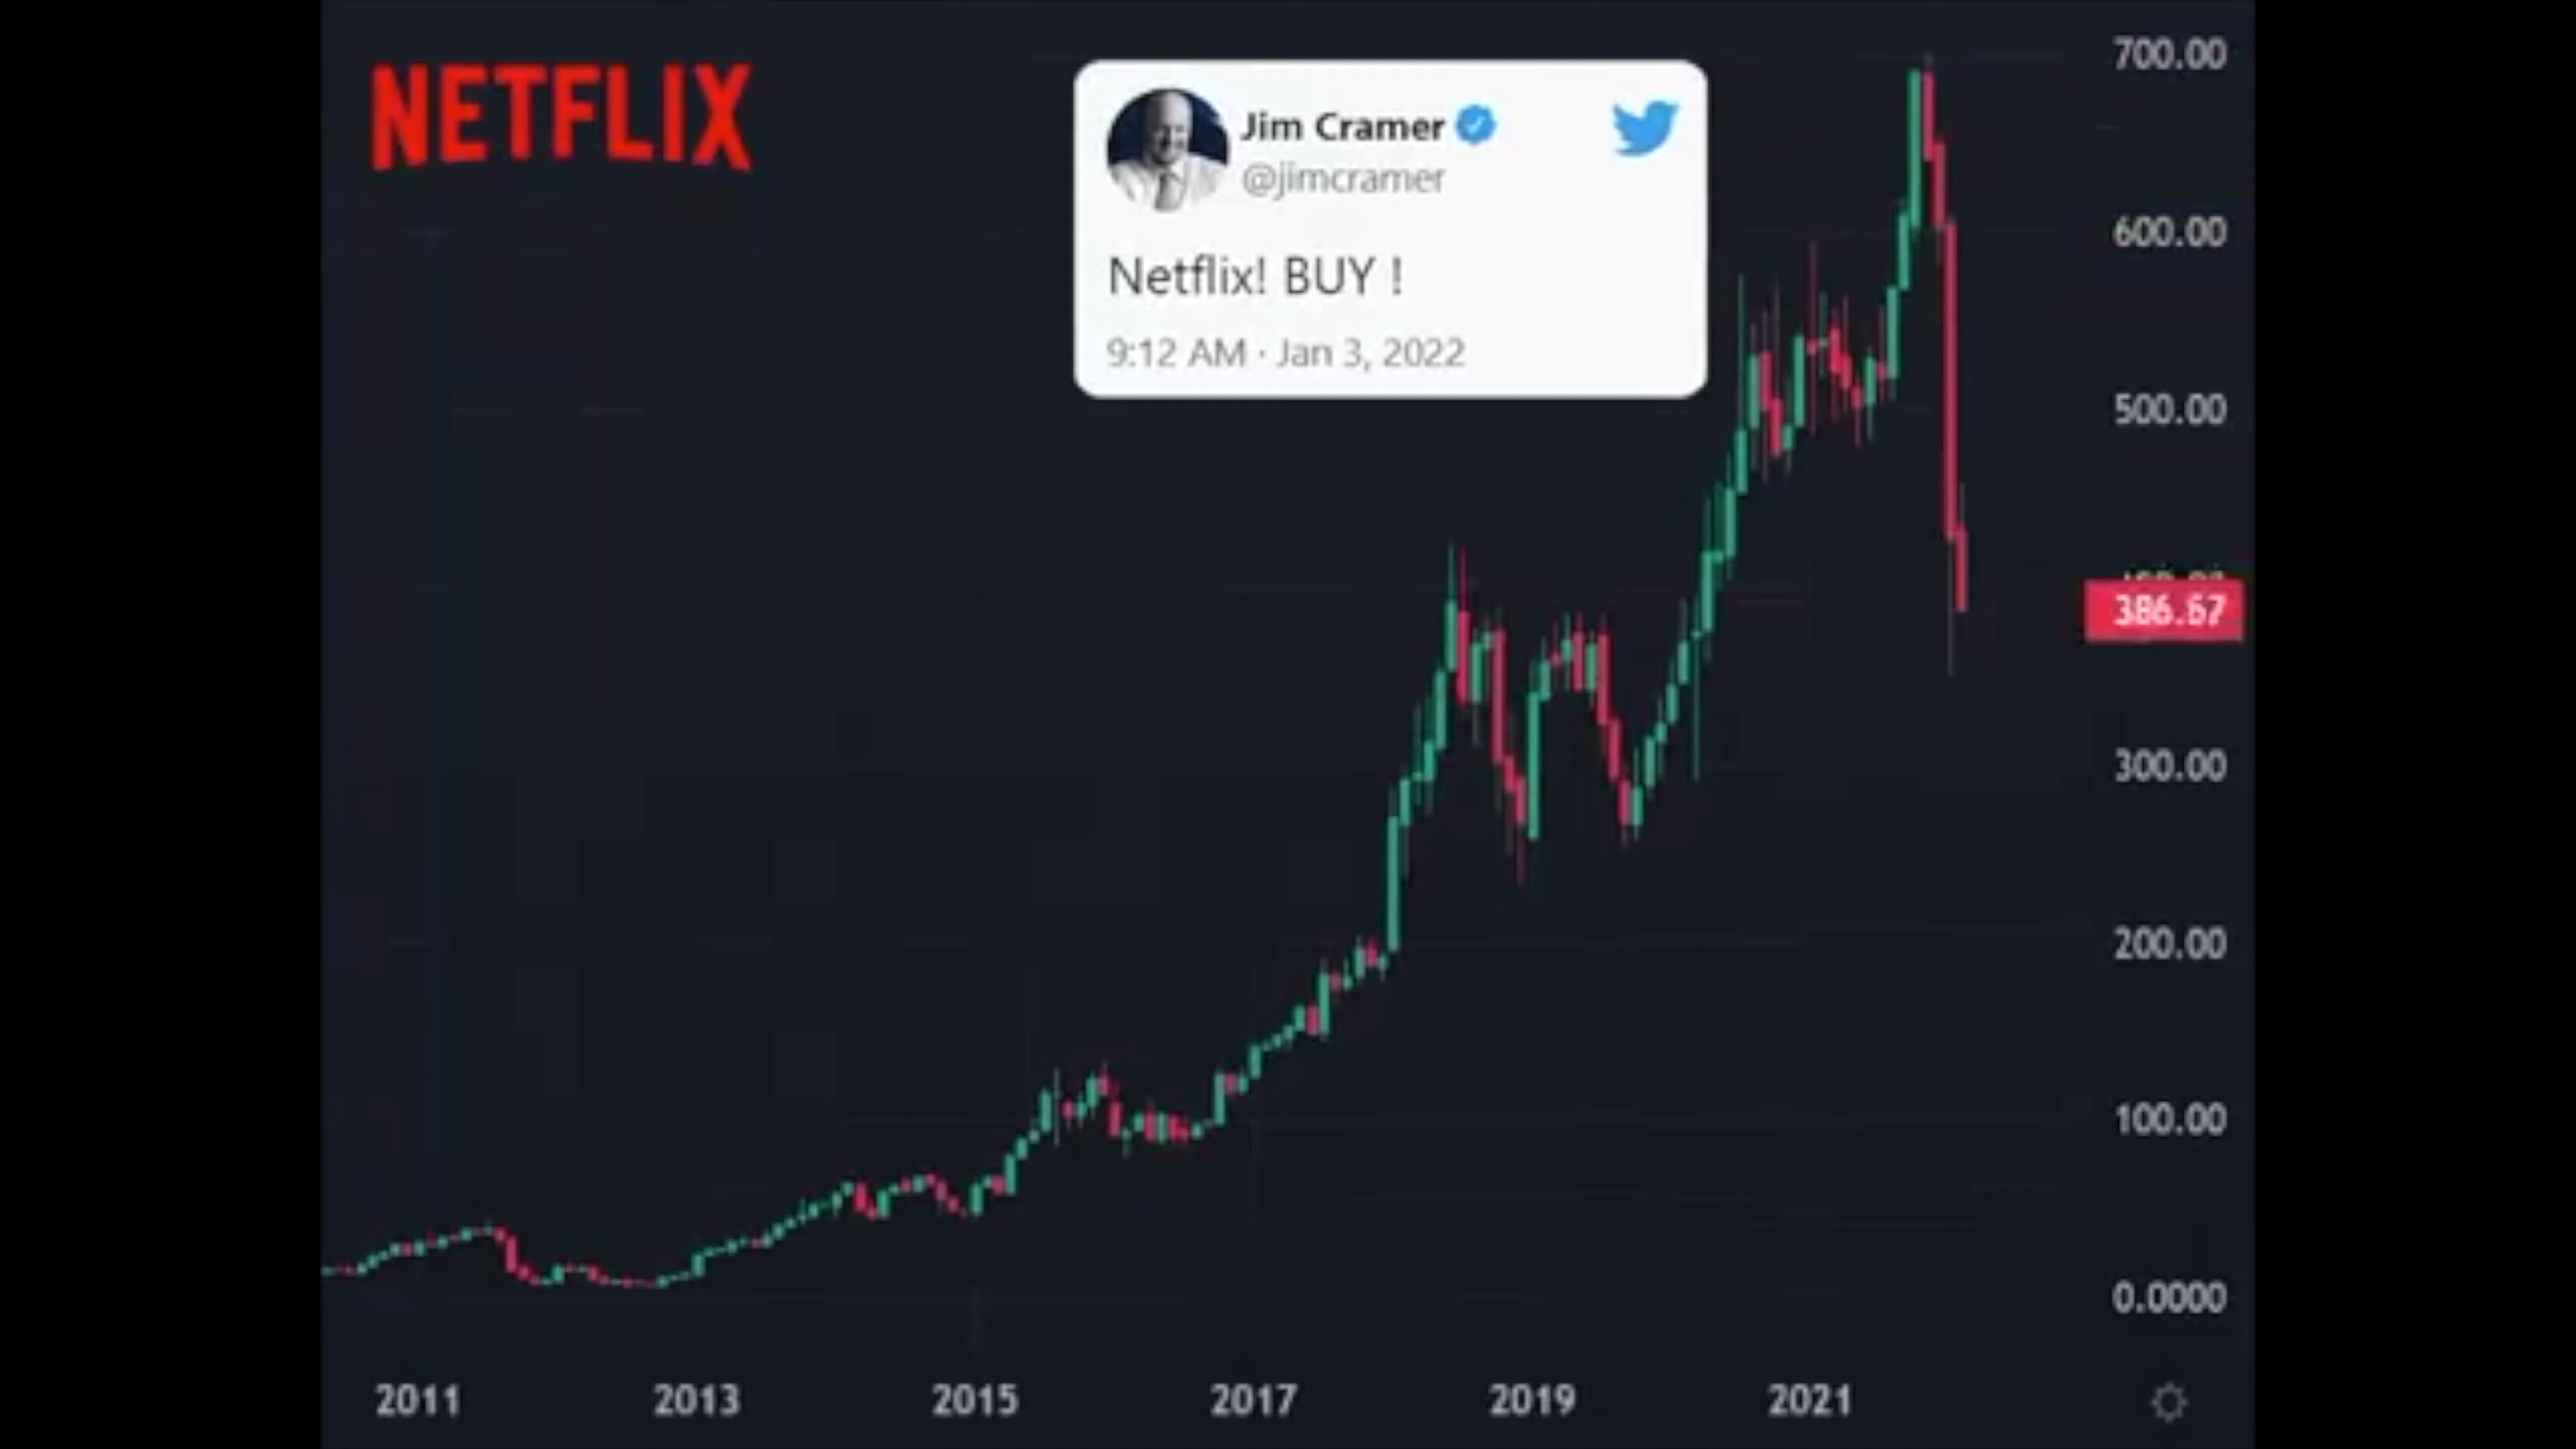 NETFLIX
Jim Cramer
@jimcramer
Netflix! BUY !
9:12 AM · Jan 3, 2022
700.00
600.00
500.00
386.67
300.00
200.00
100.00
0.0000
2011 2013 2015 2017 2019 2021